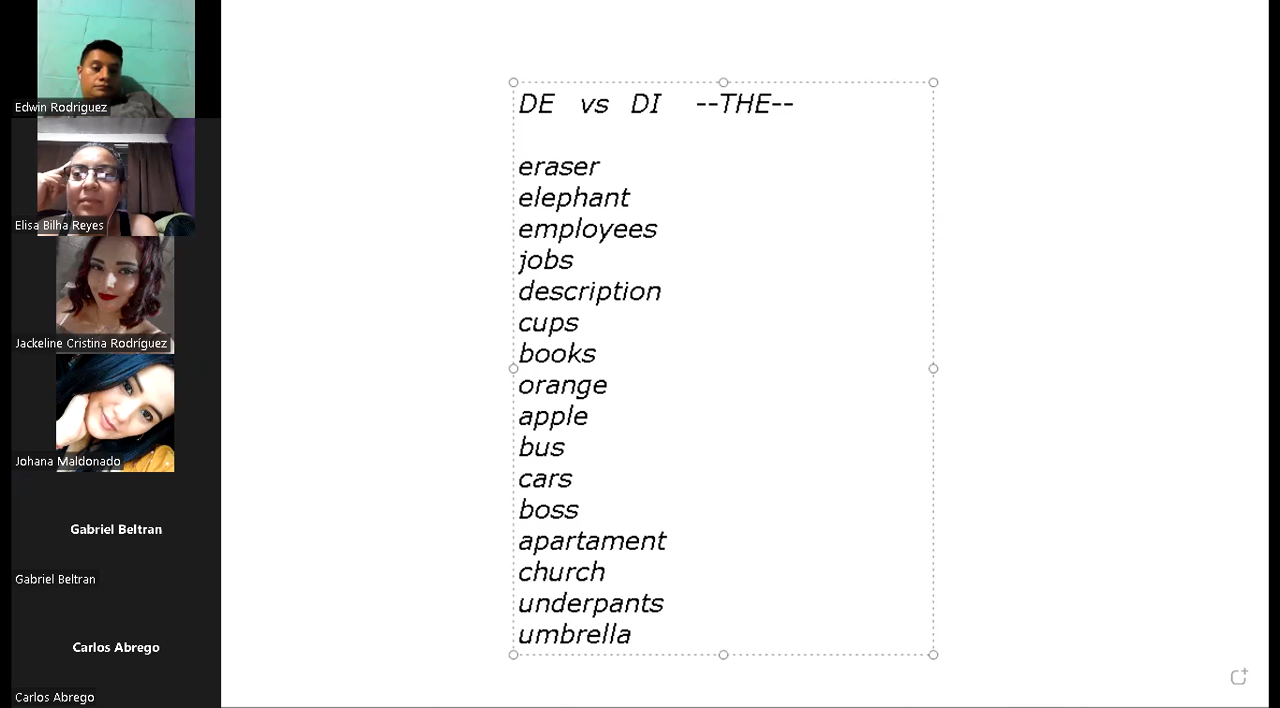 Edwin Rodriguez
Elisa Bilha Reyes
Jackeline Cristina Rodríguez
Johana Maldonado
Gabriel Beltran
Gabriel Beltran
Carlos Abrego
Carlos Abrego
DE vs DI --THE--
eraser
elephant
employees
jobs
description
cups
books
orange
apple
bus
cars
boss
apartament
church
underpants
umbrella